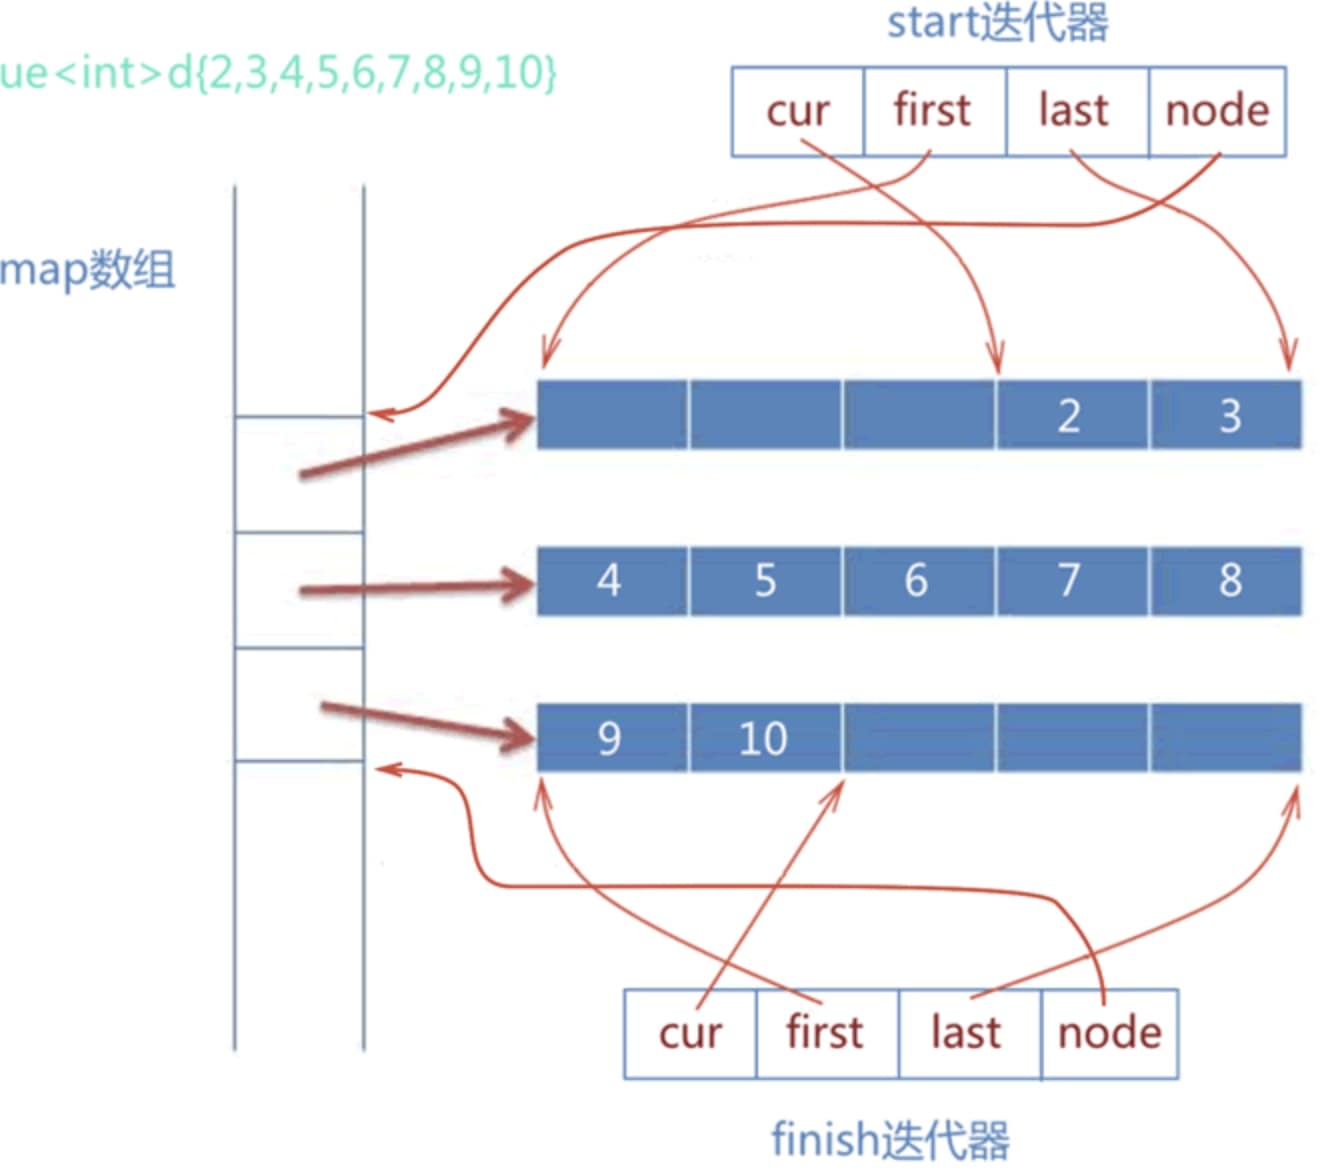 start迭代器
ue<int>d{2,3,4,5,6,7,8,9,10}
cur first last node
map数组
2 3
4 5 6 7 8
9 10
cur first last node
finish迭代器